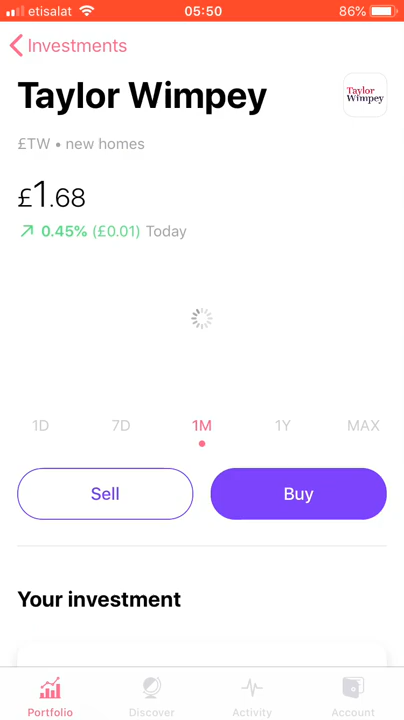 etisalat 05:50 86%
Investments
Taylor Wimpey
Taylor
Wimpey
£TW • new homes
£1.68
0.45% (£0.01) Today
1D 7D 1M 1Y MAX
Sell Buy
Your investment
Portfolio Discover Activity Account